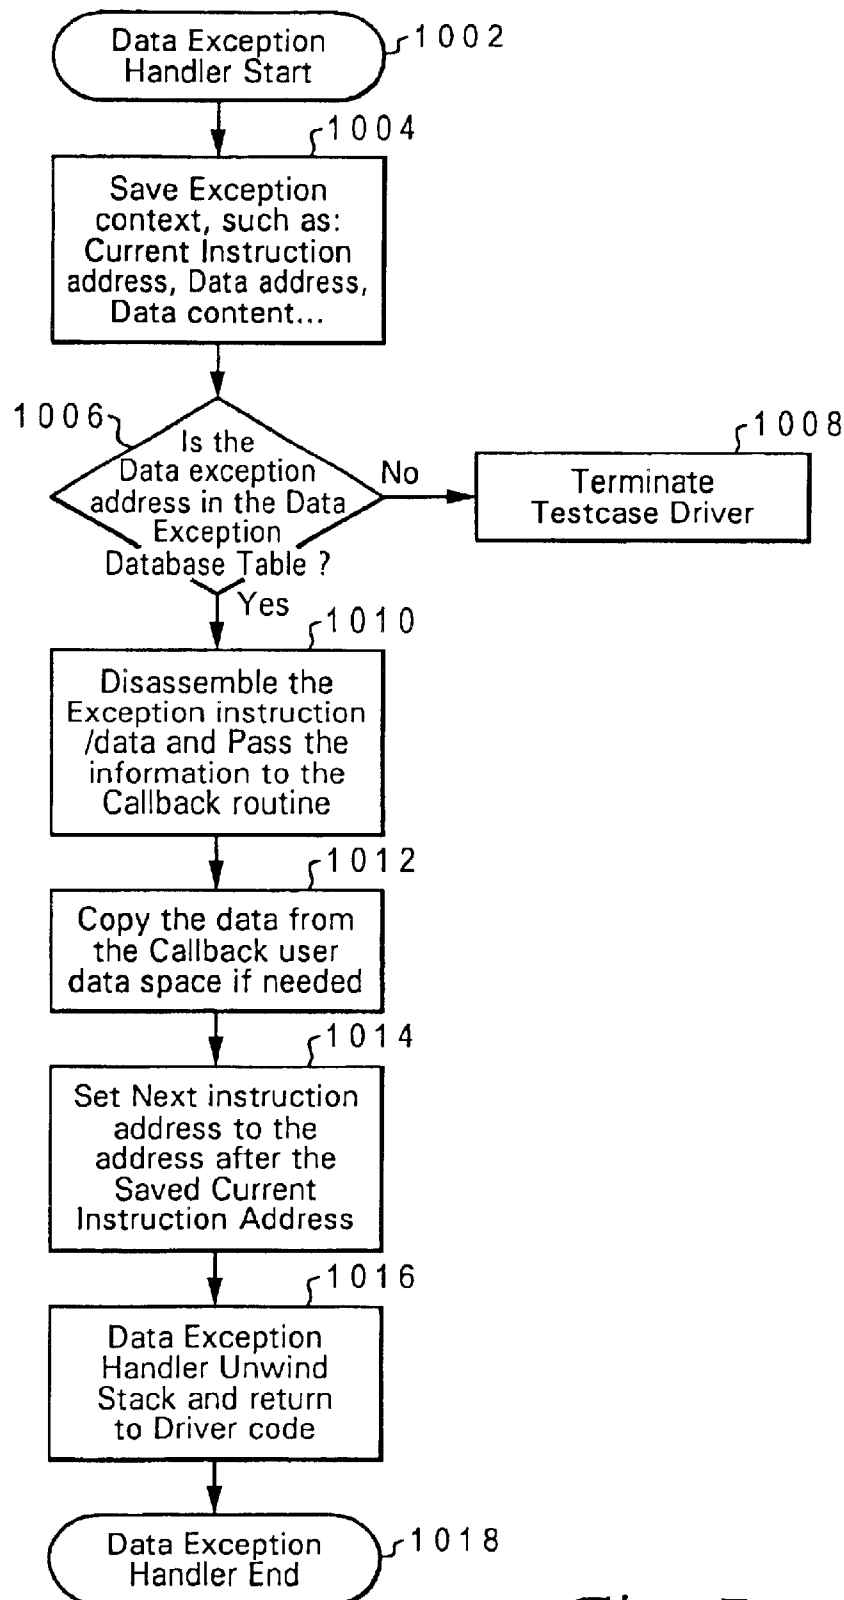 Data Exception
Handler Start
1002
1004
Save Exception
context, such as:
Current Instruction
address, Data address,
Data content...
1006
Is the
Data exception
address in the Data
Exception
Database Table ?
No
1008
Terminate
Testcase Driver
Yes
1010
Disassemble the
Exception instruction
/data and Pass the
information to the
Callback routine
1012
Copy the data from
the Callback user
data space if needed
1014
Set Next instruction
address to the
address after the
Saved Current
Instruction Address
1016
Data Exception
Handler Unwind
Stack and return
to Driver code
Data Exception
Handler End
1018